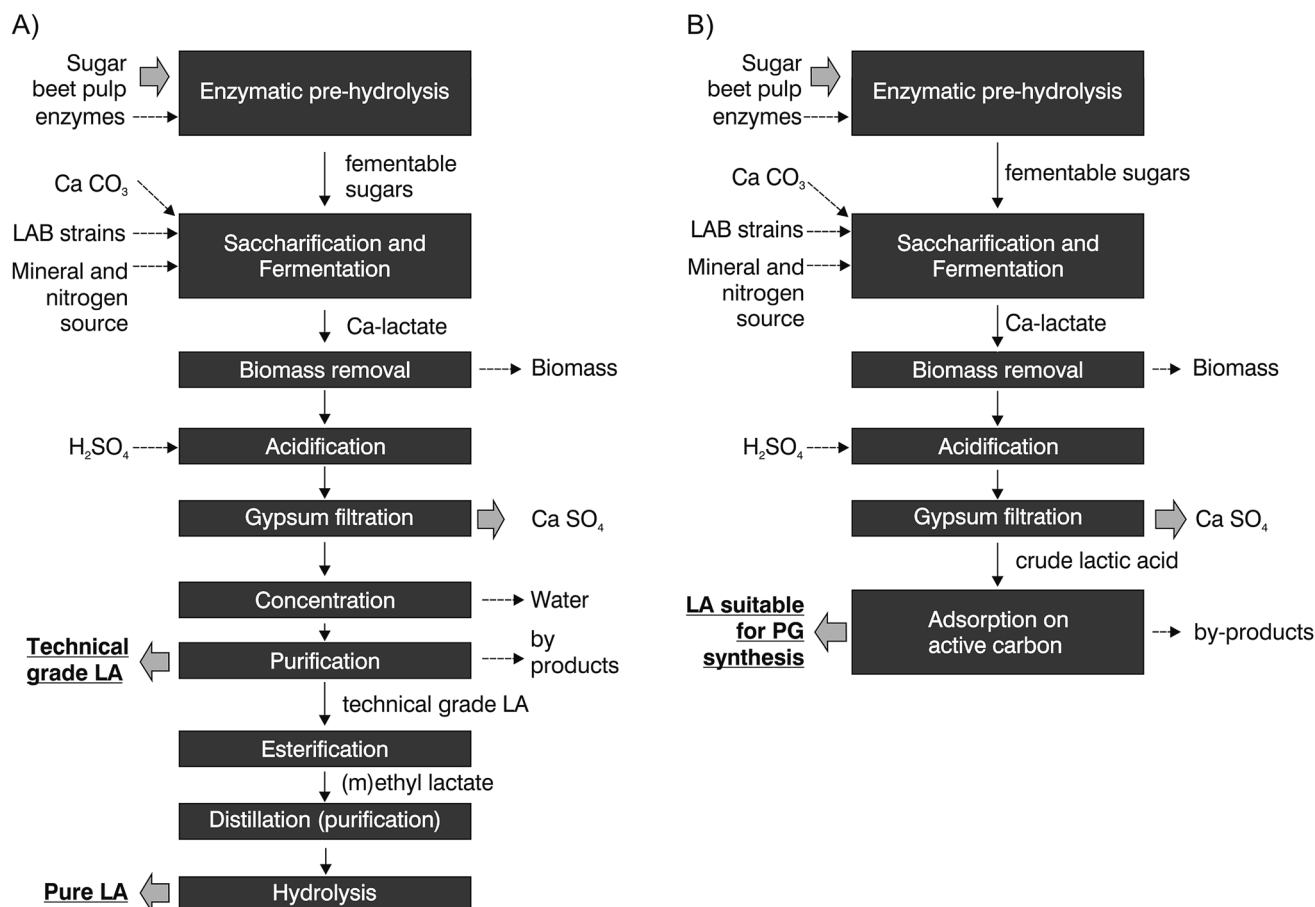 A)
Sugar
beet pulp
enzymes
Enzymatic pre-hydrolysis
fementable
sugars
Ca CO₃
LAB strains
Mineral and
nitrogen
source
Saccharification and
Fermentation
Ca-lactate
Biomass removal
Biomass
H₂SO₄
Acidification
Gypsum filtration
Ca SO₄
Concentration
Water
Technical
grade LA
Purification
by
products
technical grade LA
Esterification
(m)ethyl lactate
Distillation (purification)
Pure LA
Hydrolysis
B)
Sugar
beet pulp
enzymes
Enzymatic pre-hydrolysis
fementable sugars
Ca CO₃
LAB strains
Mineral and
nitrogen
source
Saccharification and
Fermentation
Ca-lactate
Biomass removal
Biomass
H₂SO₄
Acidification
Gypsum filtration
Ca SO₄
crude lactic acid
LA suitable
for PG
synthesis
Adsorption on
active carbon
by-products